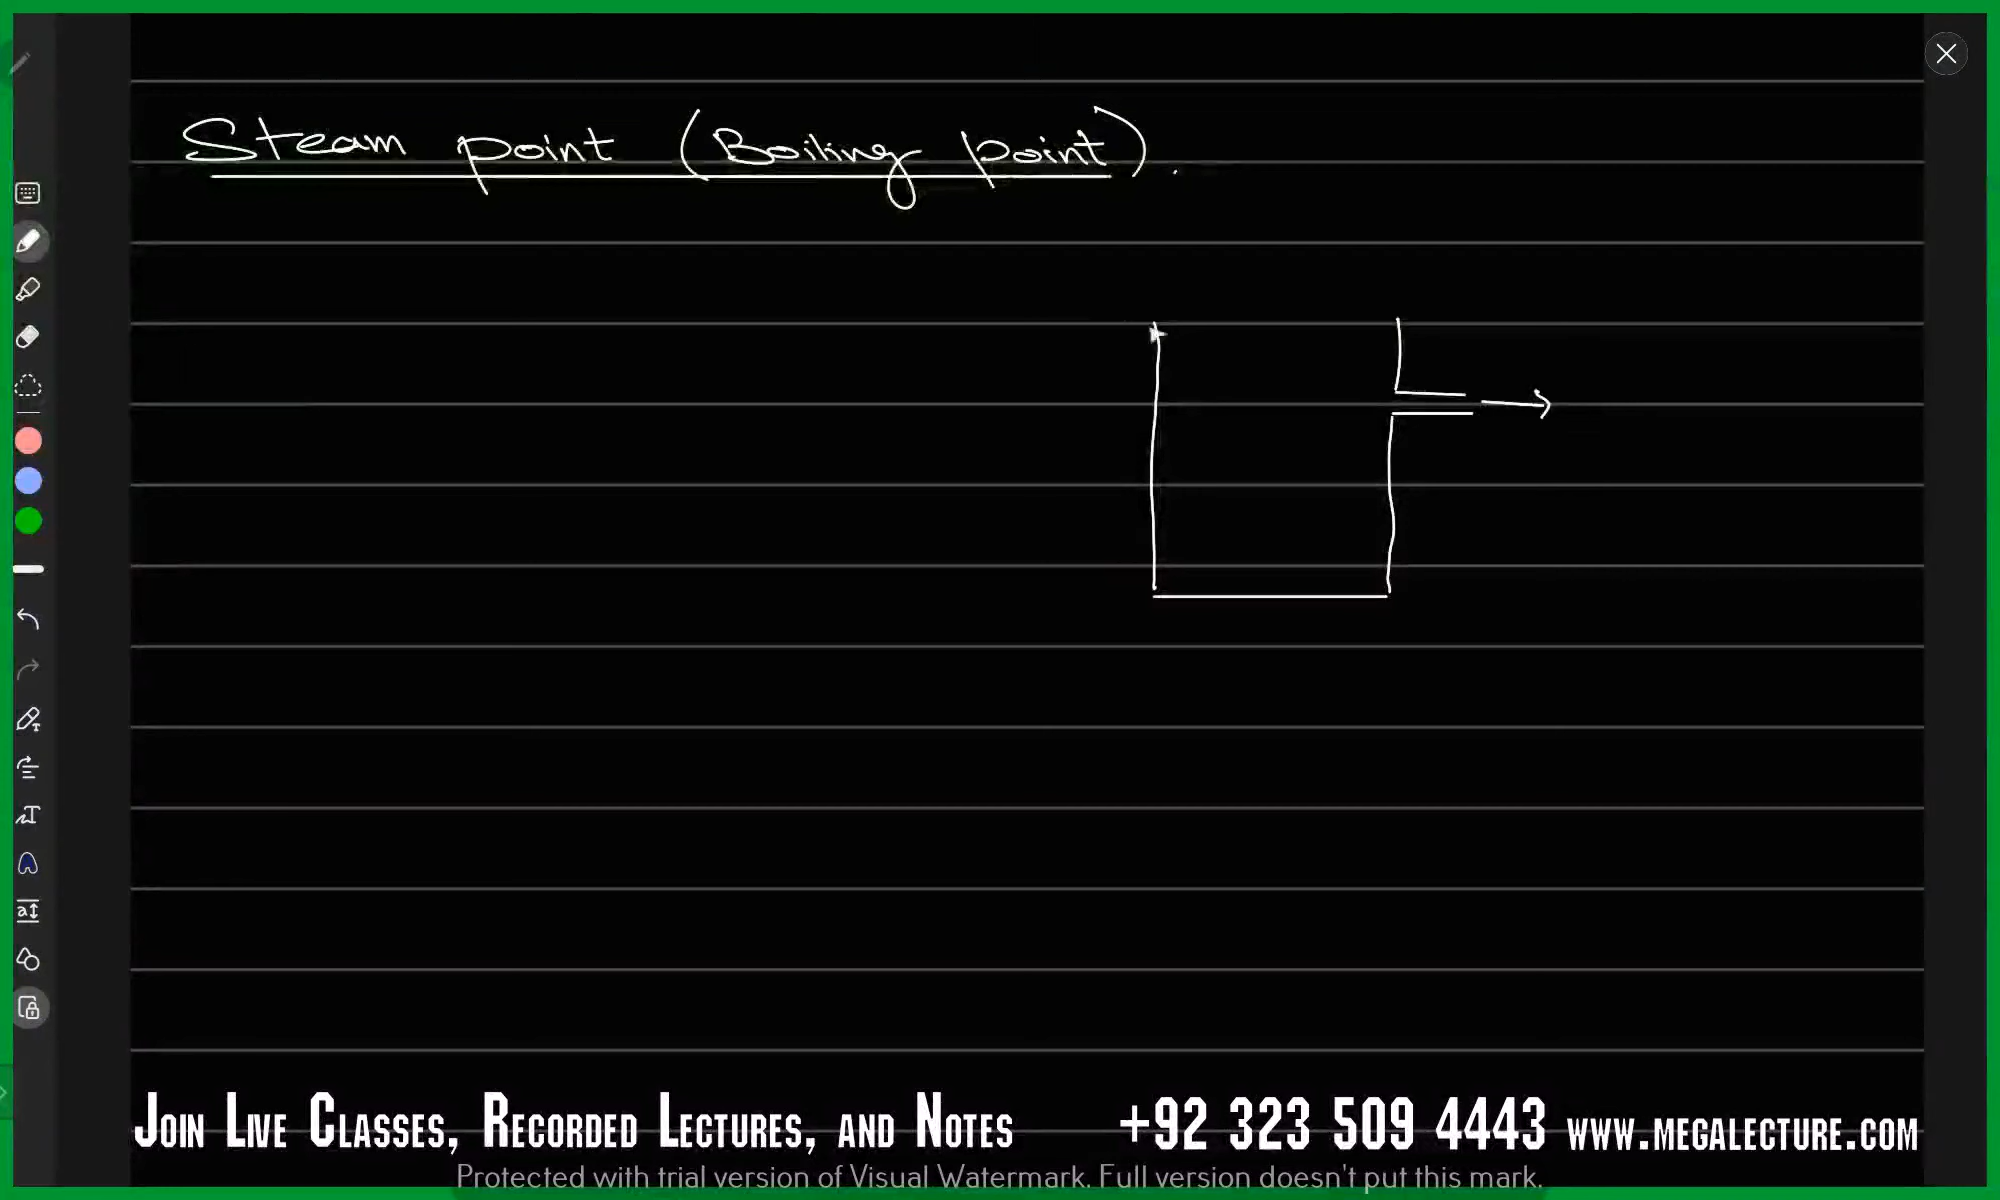 Steam point (Boiling point).
Join Live Classes, Recorded Lectures, and Notes +92 323 509 4443 www.megalecture.com
Protected with trial version of Visual Watermark. Full version doesn't put this mark.